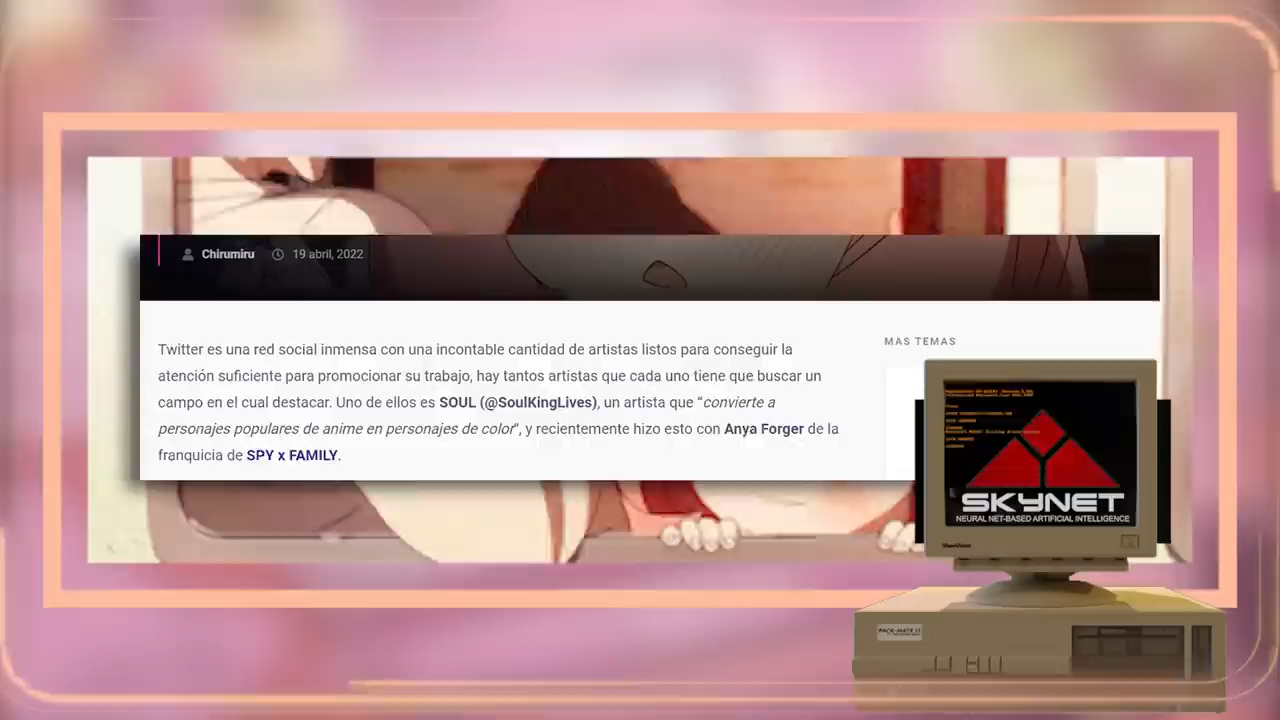 Chirumiru 19 abril, 2022
Twitter es una red social inmensa con una incontable cantidad de artistas listos para conseguir la
atención suficiente para promocionar su trabajo, hay tantos artistas que cada uno tiene que buscar un
campo en el cual destacar. Uno de ellos es SOUL (@SoulKingLives), un artista que “convierte a
personajes populares de anime en personajes de color”, y recientemente hizo esto con Anya Forger de la
franquicia de SPY x FAMILY.
MAS TEMAS
SKYNET
NEURAL NET-BASED ARTIFICIAL INTELLIGENCE
ViewVision
PACK-MATE II